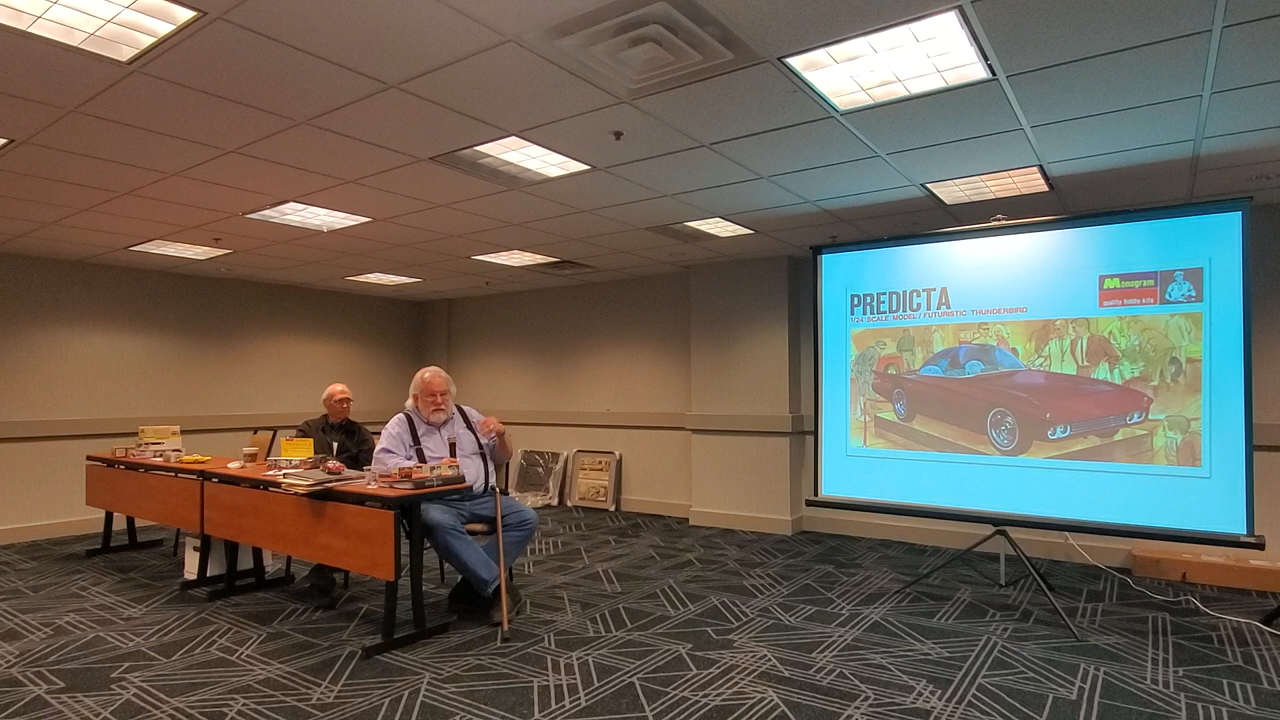 PREDICTA
1/24 SCALE MODEL / FUTURISTIC THUNDERBIRD
Monogram
quality hobby kits